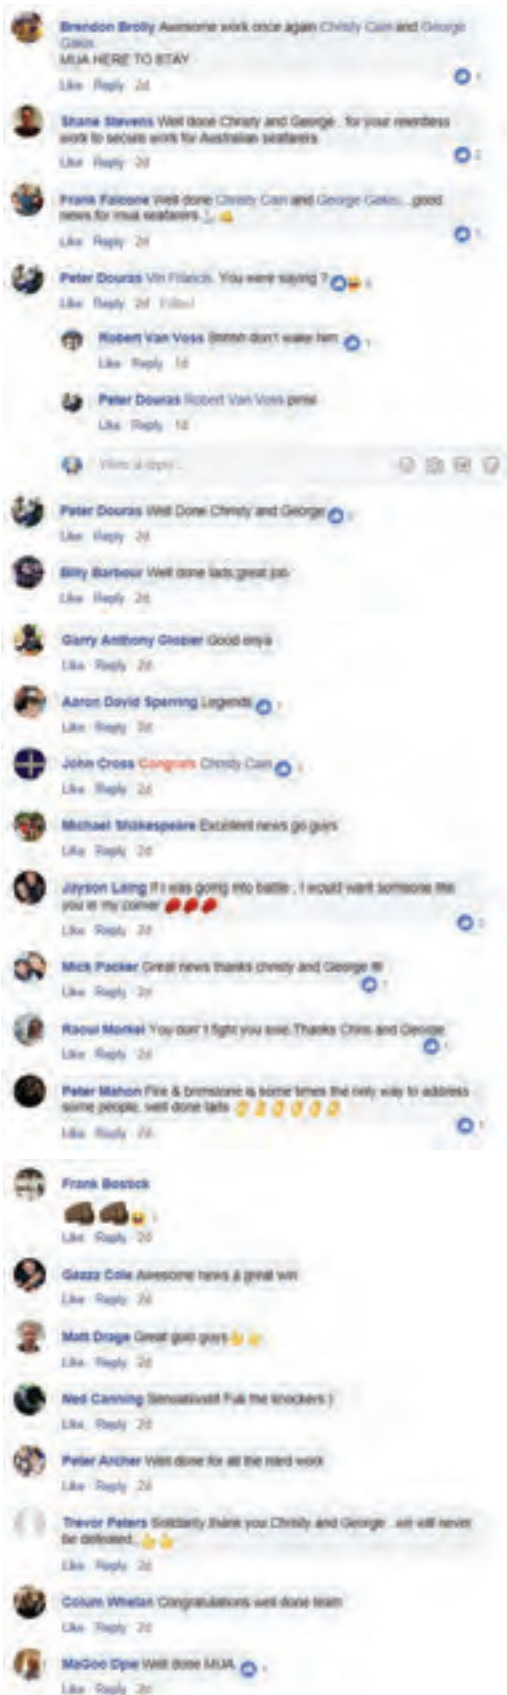 Brendon Brolly Awesome work once again Christy Cain and George
Gakis
MUA HERE TO STAY
Like Reply 2d
Shane Stevens Well done Christy and George.. for your relentless
work to secure work for Australian seafarers
Like Reply 2d
2
Frank Falcone Well done Christy Cain and George Gakis,...good
news for mua seafarers
Like Reply 2d
1
Peter Douras Vin Francis. You were saying ?
Like Reply 2d Edited
Robert Van Voss Shhhh don't wake him
Like Reply 1d
Peter Douras Robert Van Voss
Like Reply 1d
Write a reply...
Peter Douras Well Done Christy and George
Like Reply 2d
Billy Barbour Well done lads,great job
Like Reply 2d
Garry Anthony Good onya
Like Reply 2d
Aaron David Sperring Legends
Like Reply 2d
John Cross Congrats Christy Cain
Like Reply 2d
Michael Shakespeare Excellent news go guys
Like Reply 2d
Jayson Laing If I was going into battle , I would want someone like
you in my corner
Like Reply 2d
Mick Packer Great news thanks christy and George !!!
Like Reply 2d
Raoul You don't fight you lose.Thanks Chris and George
Like Reply 2d
Peter Mahon Fire & brimstone is some times the only way to address
some people, well done lads
Like Reply 2d
1
Frank Bostick
Like Reply 2d
Gazza Cole Awesome news a great win
Like Reply 2d
Matt Drage Great guys
Like Reply 2d
Ned Canning the knockers
Like Reply 2d
Peter Archer Well done for all the hard work
Like Reply 2d
Trevor Peters Solidarity,thank you Christy and George ..we will never
be defeated..
Like Reply 2d
Colum Whelan Congratulations well done team
Like Reply 2d
MaGoo Well done MUA
Like Reply 2d